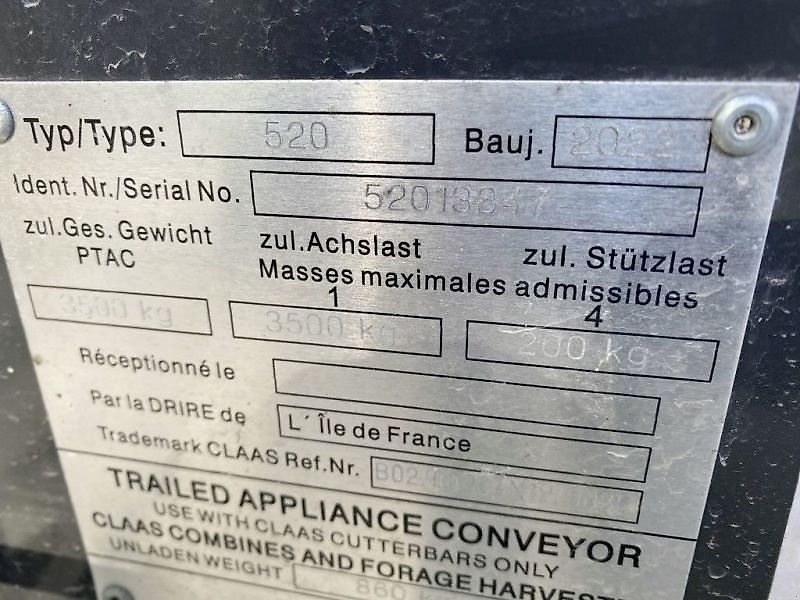 Typ/Type: 520 Bauj. 2022
Ident. Nr./Serial No. 52013847
zul.Ges. Gewicht zul.Achslast zul. Stützlast
PTAC Masses maximales admissibles
1 4
3500 kg 3500 kg 200 kg
Réceptionné le
Par la DRIRE de L´ Île de France
Trademark CLAAS Ref.Nr.
TRAILED APPLIANCE CONVEYOR
USE WITH CLAAS CUTTERBARS ONLY
CLAAS COMBINES AND FORAGE
UNLADEN WEIGHT 860